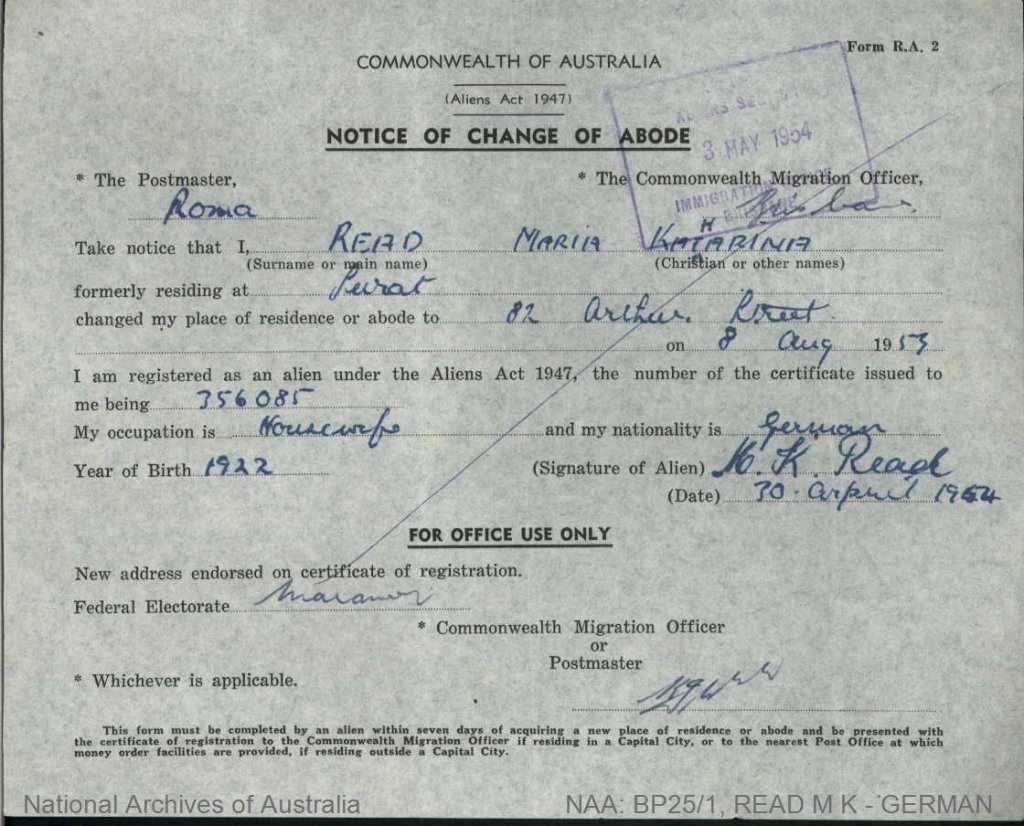 Form R.A. 2
COMMONWEALTH OF AUSTRALIA
(Aliens Act 1947)
NOTICE OF CHANGE OF ABODE
3 MAY 1954
* The Postmaster, * The Commonwealth Migration Officer,
Roma Brisbane
IMMIGRATION
Take notice that I, READ MARIA KATHARINA
(Surname or main name) (Christian or other names)
formerly residing at Surat
changed my place of residence or abode to 82 Arthur Street
on 8 Aug 1953
I am registered as an alien under the Aliens Act 1947, the number of the certificate issued to
me being 356085
My occupation is Housewife and my nationality is German
Year of Birth 1922 (Signature of Alien) M. K. Read
(Date) 30 - arpril 1954
FOR OFFICE USE ONLY
New address endorsed on certificate of registration.
Federal Electorate Maranoa
* Commonwealth Migration Officer
or
Postmaster
* Whichever is applicable.
This form must be completed by an alien within seven days of acquiring a new place of residence or abode and be presented with
the certificate of registration to the Commonwealth Migration Officer if residing in a Capital City, or to the nearest Post Office at which
money order facilities are provided, if residing outside a Capital City.
National Archives of Australia NAA: BP25/1, READ M K - GERMAN